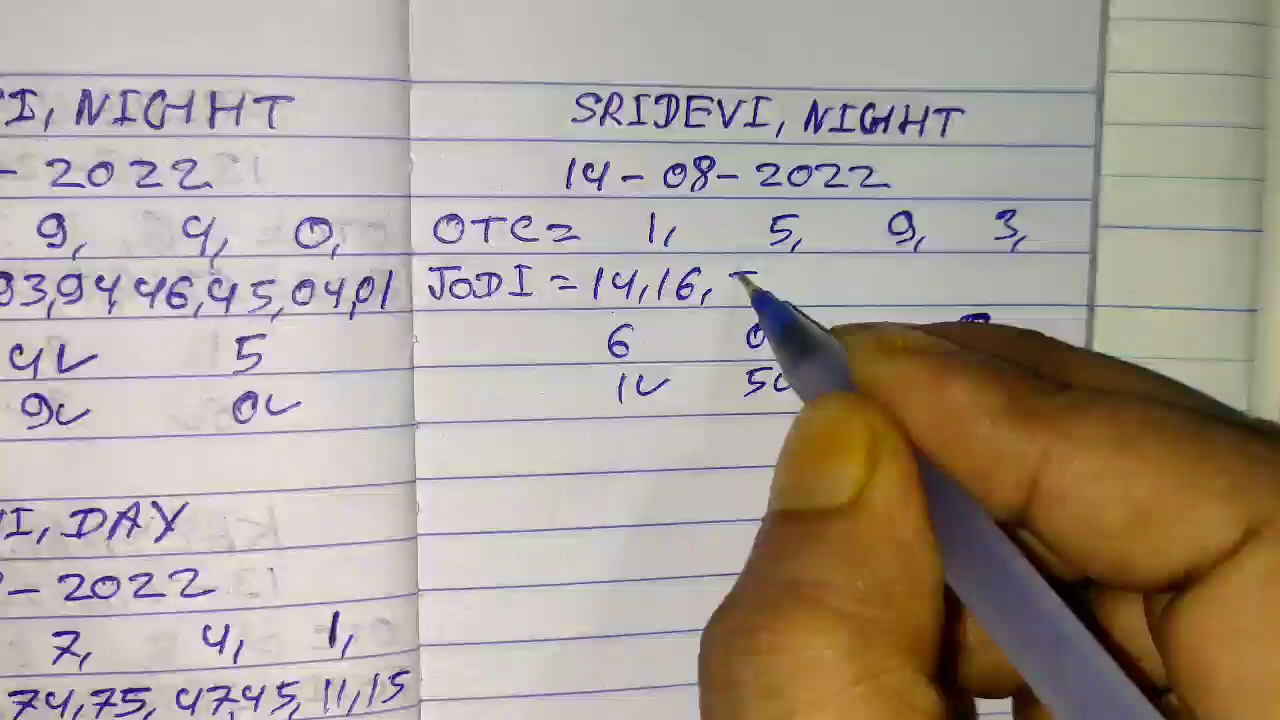 I, NIGHT
- 2022
9, 4, 0,
93,94,46,45,04,01
4✓ 5
9✓ 0✓
I, DAY
- 2022
7, 4, 1,
74,75,47,45,11,15
SRIDEVI, NIGHT
14-08-2022
OTC= 1, 5, 9, 3,
JODI = 14,16,
6 0
1✓ 5✓